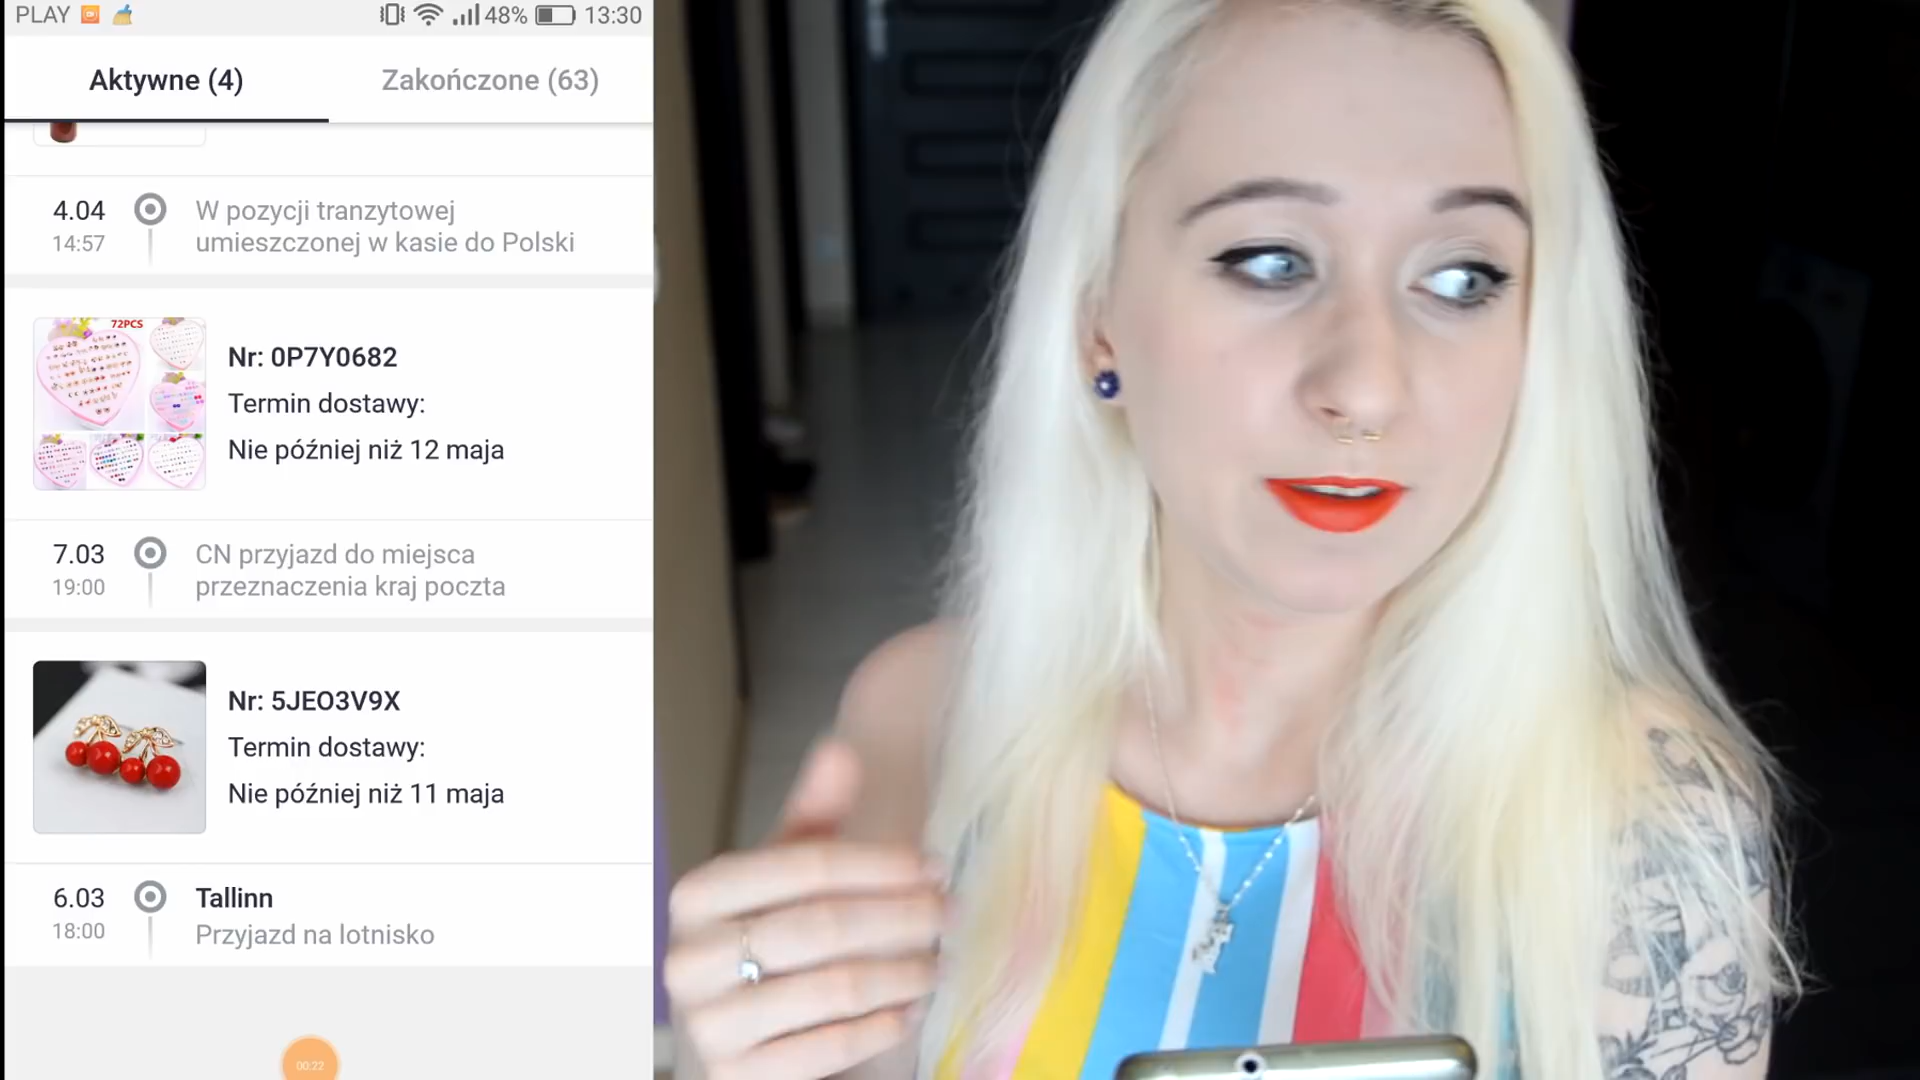 PLAY 48% 13:30
Aktywne (4) Zakończone (63)
4.04 W pozycji tranzytowej
14:57 umieszczonej w kasie do Polski
72PCS
Nr: 0P7Y0682
Termin dostawy:
Nie później niż 12 maja
7.03 CN przyjazd do miejsca
19:00 przeznaczenia kraj poczta
Nr: 5JEO3V9X
Termin dostawy:
Nie później niż 11 maja
6.03 Tallinn
18:00 Przyjazd na lotnisko
00:22